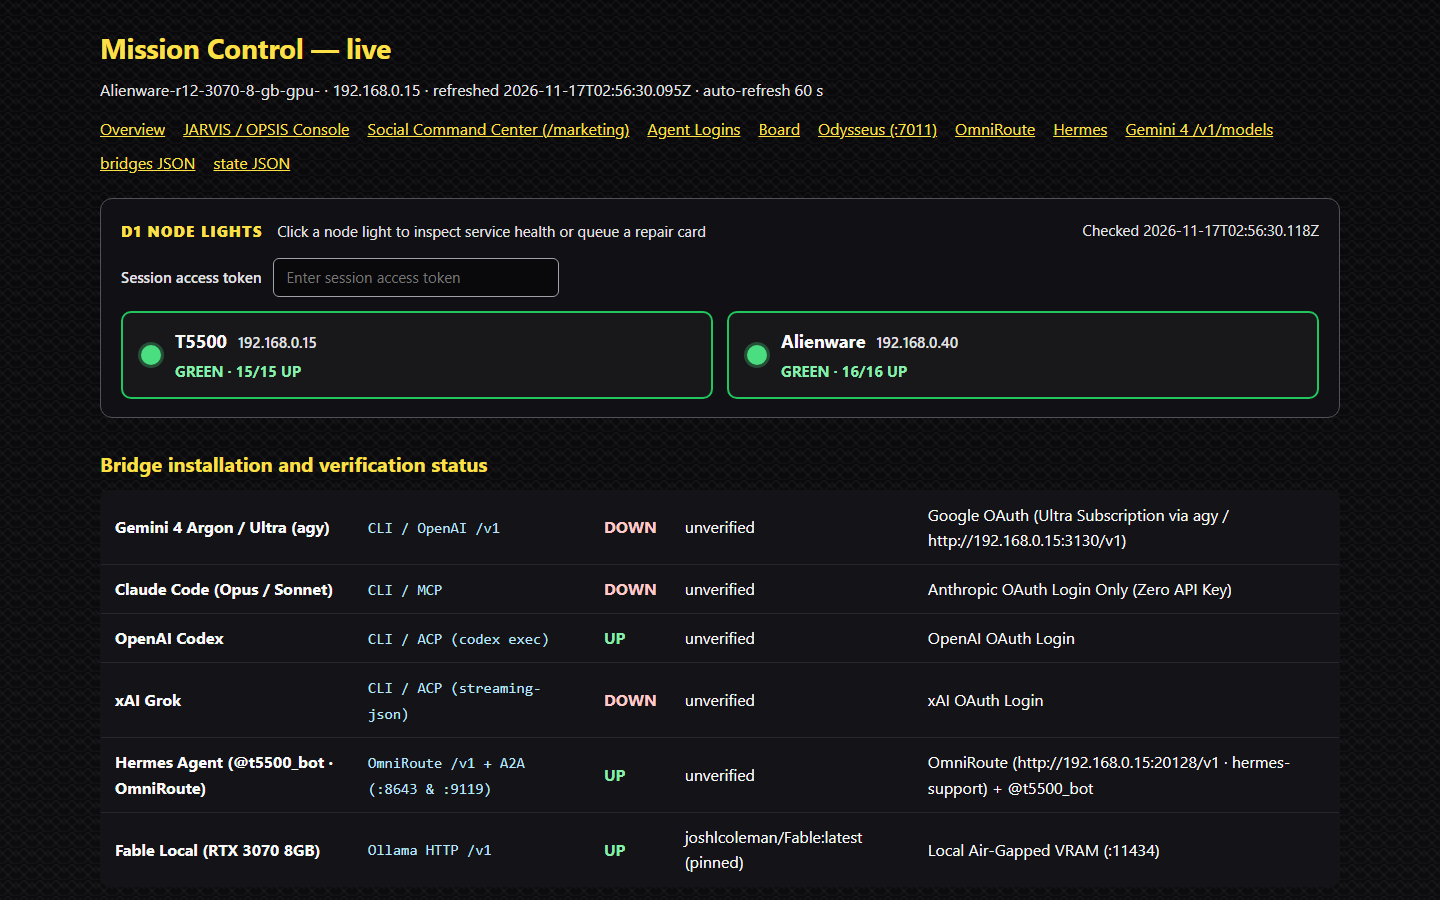 Mission Control — live
Alienware-r12-3070-8-gb-gpu- · 192.168.0.15 · refreshed 2026-11-17T02:56:30.095Z · auto-refresh 60 s
Overview JARVIS / OPSIS Console Social Command Center (/marketing) Agent Logins Board Odysseus (:7011) OmniRoute Hermes Gemini 4 /v1/models
bridges JSON state JSON
D1 NODE LIGHTS Click a node light to inspect service health or queue a repair card Checked 2026-11-17T02:56:30.118Z
Session access token Enter session access token
T5500 192.168.0.15
GREEN · 15/15 UP
Alienware 192.168.0.40
GREEN · 16/16 UP
Bridge installation and verification status
Gemini 4 Argon / Ultra (agy) CLI / OpenAI /v1 DOWN unverified Google OAuth (Ultra Subscription via agy /
http://192.168.0.15:3130/v1)
Claude Code (Opus / Sonnet) CLI / MCP DOWN unverified Anthropic OAuth Login Only (Zero API Key)
OpenAI Codex CLI / ACP (codex exec) UP unverified OpenAI OAuth Login
xAI Grok CLI / ACP (streaming-
json) DOWN unverified xAI OAuth Login
Hermes Agent (@t5500_bot ·
OmniRoute) OmniRoute /v1 + A2A
(:8643 & :9119) UP unverified OmniRoute (http://192.168.0.15:20128/v1 · hermes-
support) + @t5500_bot
Fable Local (RTX 3070 8GB) Ollama HTTP /v1 UP joshlcoleman/Fable:latest
(pinned) Local Air-Gapped VRAM (:11434)